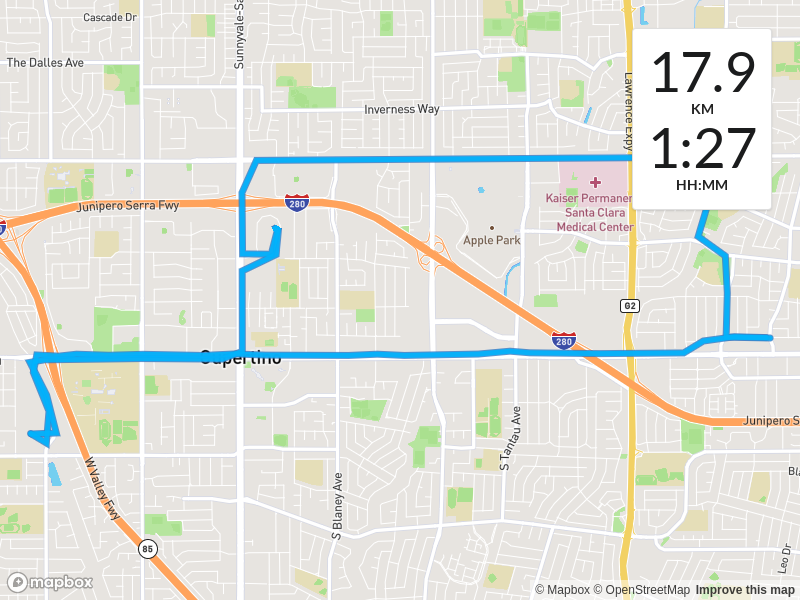 Cascade Dr
Sunnyvale-Sa
The Dalles Ave
Inverness Way
Lawrence Expy
17.9
KM
1:27
HH:MM
Junipero Serra Fwy
280
Kaiser Permanen
Santa Clara
Medical Center
Apple Park
G2
280
Cupertino
Junipero S
W Valley Fwy
S Blaney Ave
S Tantau Ave
Bla
85
Leo Dr
mapbox
© Mapbox © OpenStreetMap Improve this map